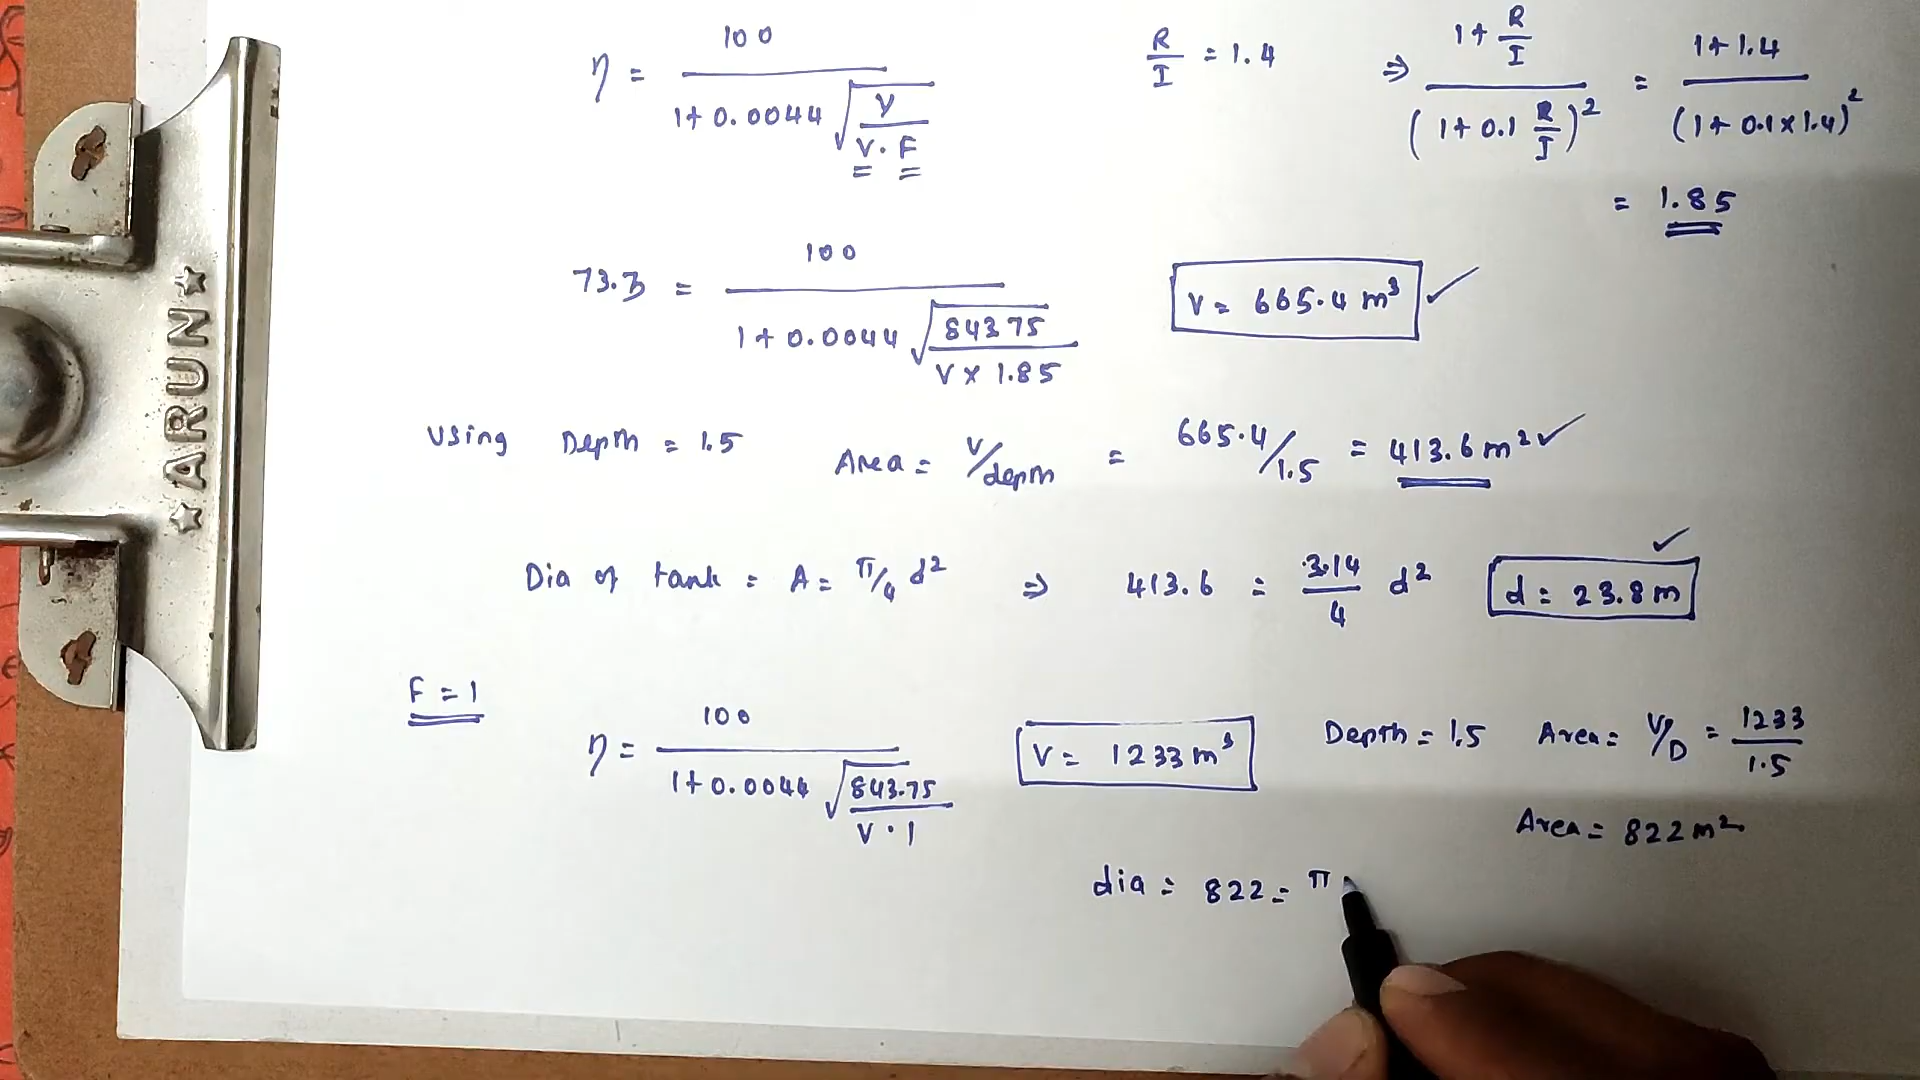 η = 100 / (1+0.0044 √(Y / V.F))
R/I = 1.4 ⇒ (1+ R/I) / (1+0.1 R/I)² = (1+1.4) / (1+0.1×1.4)²
= 1.85
73.3 = 100 / (1+0.0044 √(843.75 / V×1.85))
V = 665.4 m³ ✓
Using Depth = 1.5 Area = V/depth = 665.4/1.5 = 413.6 m² ✓
Dia of tank = A = π/4 d² ⇒ 413.6 = 3.14/4 d² d = 23.8 m ✓
F = 1
η = 100 / (1+0.0044 √(843.75 / V.1))
V = 1233 m³
Depth = 1.5 Area = V/D = 1233/1.5
Area = 822 m²
dia = 822 = π
☆ARUN☆